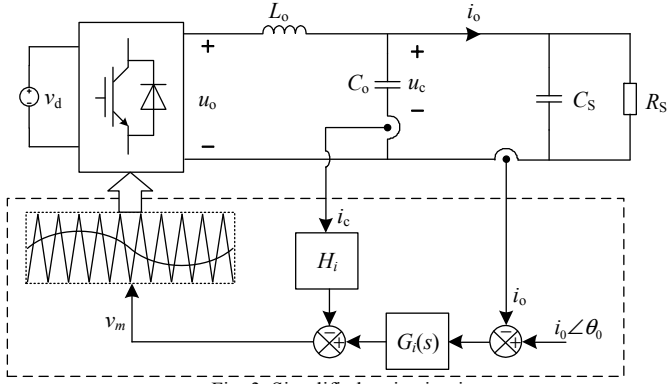 L_o
i_o
+
+
v_d
u_o
C_o
u_c
C_S
R_S
−
−
i_c
H_i
i_o
v_m
−
+
G_i(s)
−
+
i_0∠θ_0